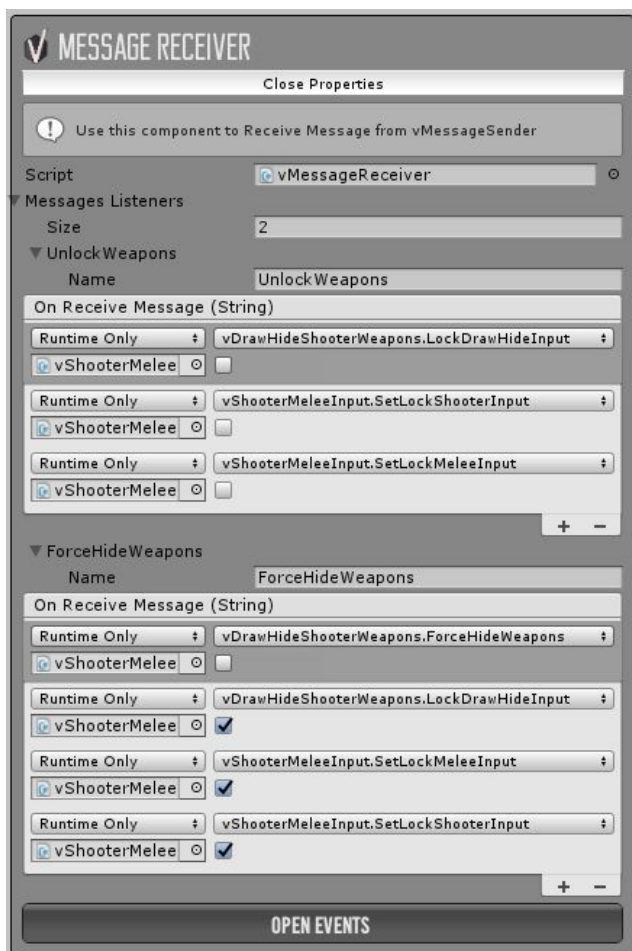 MESSAGE RECEIVER
Close Properties
Use this component to Receive Message from vMessageSender
Script vMessageReceiver
Messages Listeners
Size 2
UnlockWeapons
Name UnlockWeapons
On Receive Message (String)
Runtime Only vDrawHideShooterWeapons.LockDrawHideInput
vShooterMelee
Runtime Only vShooterMeleeInput.SetLockShooterInput
vShooterMelee
Runtime Only vShooterMeleeInput.SetLockMeleeInput
vShooterMelee
+ −
ForceHideWeapons
Name ForceHideWeapons
On Receive Message (String)
Runtime Only vDrawHideShooterWeapons.ForceHideWeapons
vShooterMelee
Runtime Only vDrawHideShooterWeapons.LockDrawHideInput
vShooterMelee
Runtime Only vShooterMeleeInput.SetLockMeleeInput
vShooterMelee
Runtime Only vShooterMeleeInput.SetLockShooterInput
vShooterMelee
+ −
OPEN EVENTS